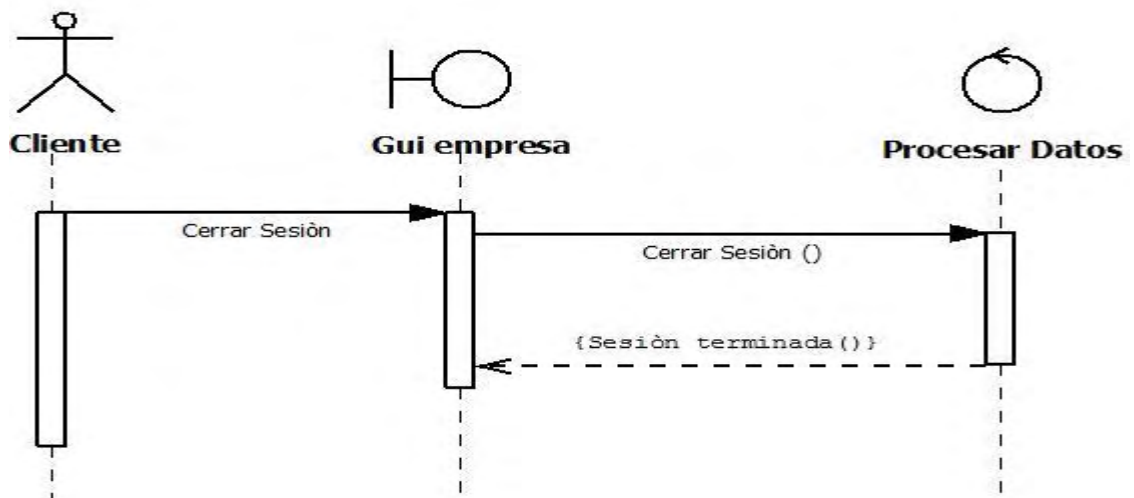 Cliente
Gui empresa
Procesar Datos
Cerrar Sesiòn
Cerrar Sesiòn ()
{Sesiòn terminada()}